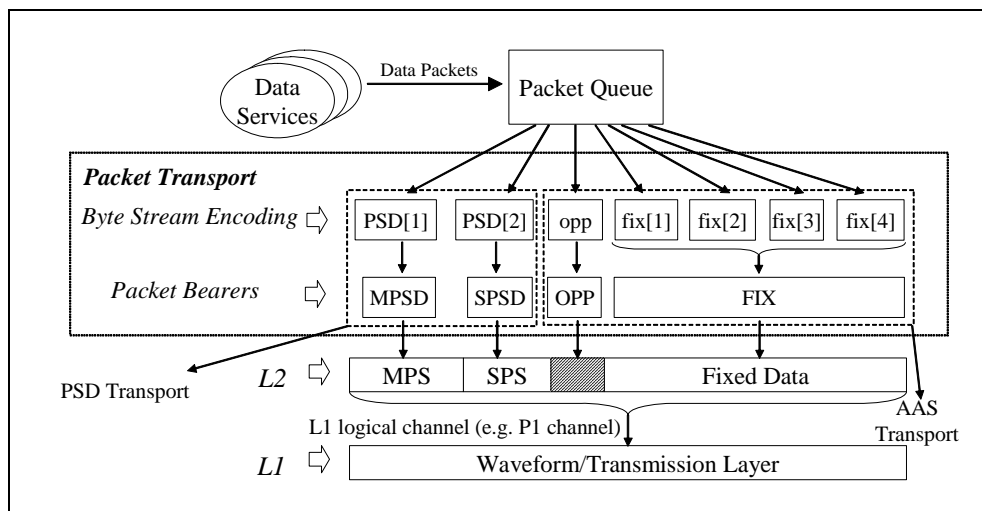 Data Packets
Data
Services
Packet Queue
Packet Transport
Byte Stream Encoding
PSD[1]
PSD[2]
opp
fix[1]
fix[2]
fix[3]
fix[4]
Packet Bearers
MPSD
SPSD
OPP
FIX
PSD Transport
L2
MPS
SPS
Fixed Data
AAS
Transport
L1 logical channel (e.g. P1 channel)
L1
Waveform/Transmission Layer